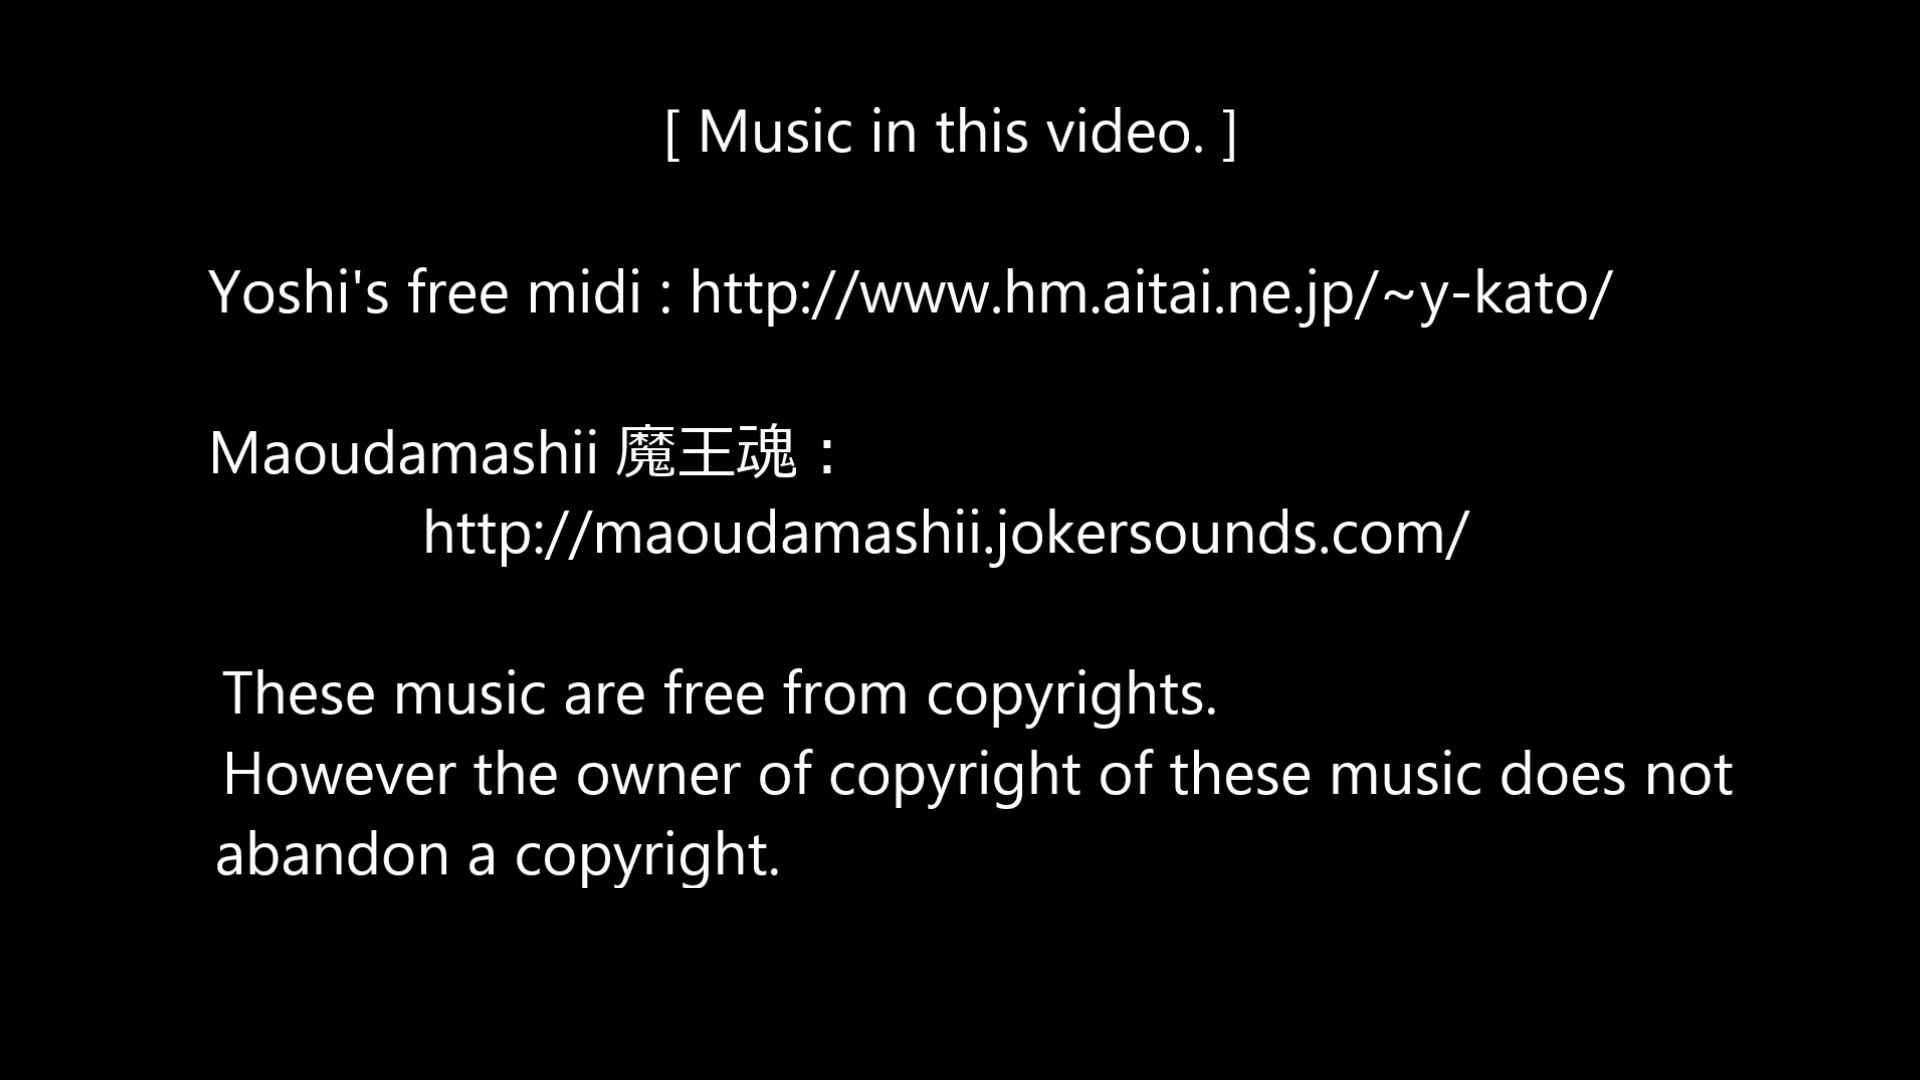 [ Music in this video. ]
Yoshi's free midi : http://www.hm.aitai.ne.jp/~y-kato/
Maoudamashii 魔王魂：
http://maoudamashii.jokersounds.com/
These music are free from copyrights.
However the owner of copyright of these music does not
abandon a copyright.